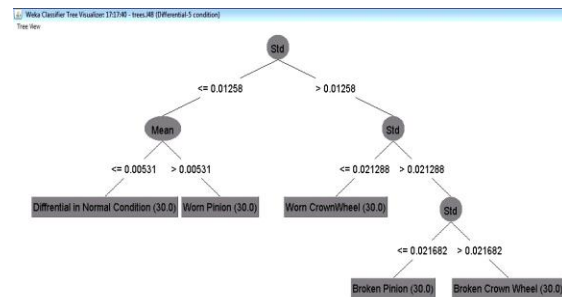 Weka Classifier Tree Visualizer: 17:17:40 - trees.J48 (Differential-5 condition)
Tree View
Std
<= 0.01258 > 0.01258
Mean Std
<= 0.00531 > 0.00531 <= 0.021288 > 0.021288
Diffrential in Normal Condition (30.0) Worn Pinion (30.0) Worn CrownWheel (30.0) Std
<= 0.021682 > 0.021682
Broken Pinion (30.0) Broken Crown Wheel (30.0)